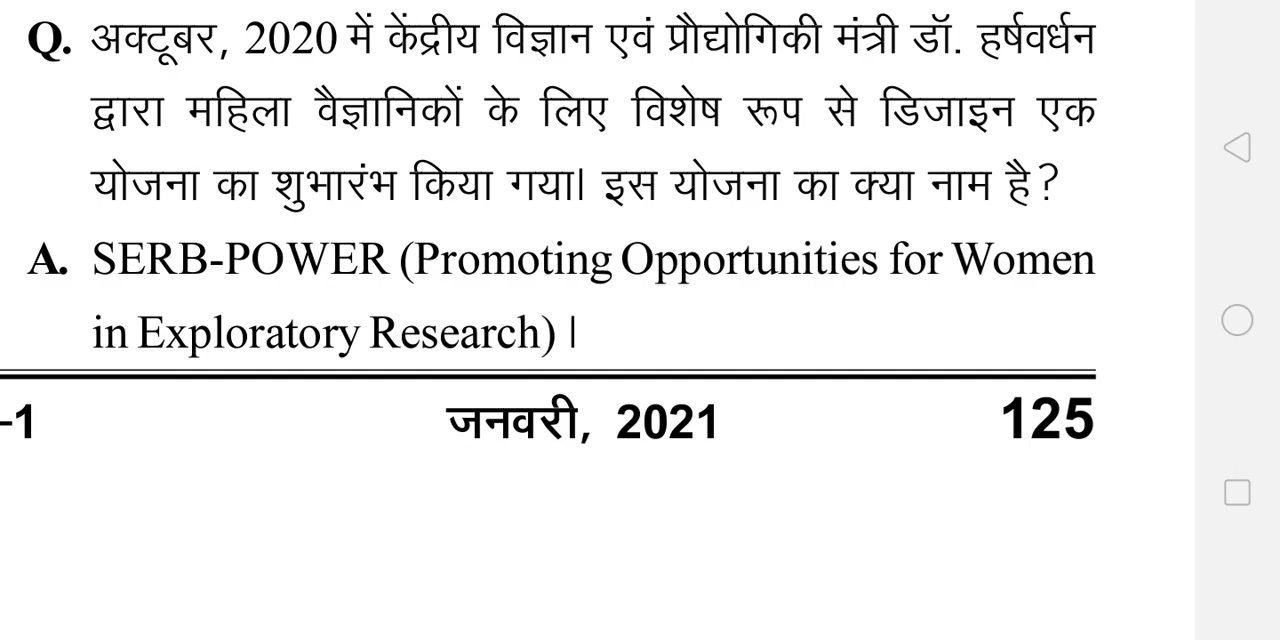 Q. अक्टूबर, 2020 में केंद्रीय विज्ञान एवं प्रौद्योगिकी मंत्री डॉ. हर्षवर्धन
द्वारा महिला वैज्ञानिकों के लिए विशेष रूप से डिजाइन एक
योजना का शुभारंभ किया गया। इस योजना का क्या नाम है?
A. SERB-POWER (Promoting Opportunities for Women
in Exploratory Research) |
-1 जनवरी, 2021 125